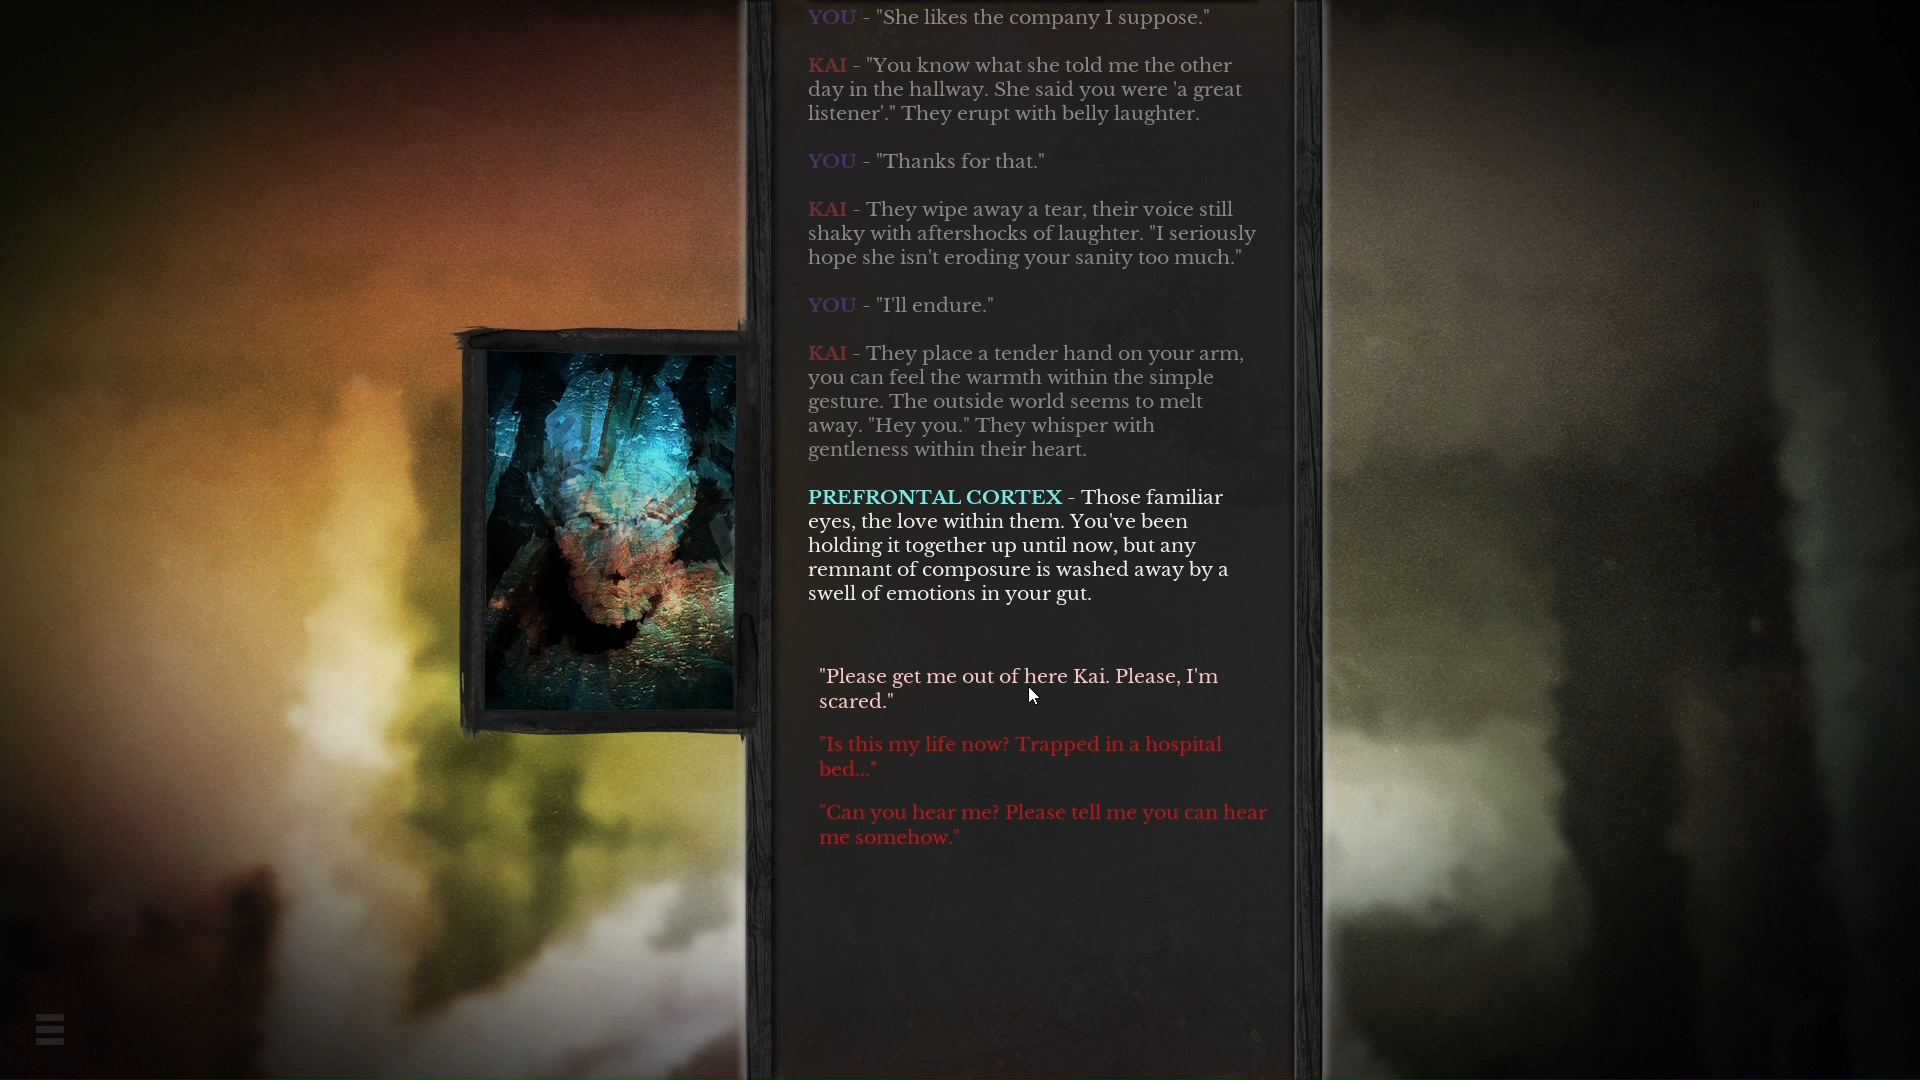 YOU - "She likes the company I suppose."
KAI - "You know what she told me the other
day in the hallway. She said you were 'a great
listener'." They erupt with belly laughter.
YOU - "Thanks for that."
KAI - They wipe away a tear, their voice still
shaky with aftershocks of laughter. "I seriously
hope she isn't eroding your sanity too much."
YOU - "I'll endure."
KAI - They place a tender hand on your arm,
you can feel the warmth within the simple
gesture. The outside world seems to melt
away. "Hey you." They whisper with
gentleness within their heart.
PREFRONTAL CORTEX - Those familiar
eyes, the love within them. You've been
holding it together up until now, but any
remnant of composure is washed away by a
swell of emotions in your gut.
"Please get me out of here Kai. Please, I'm
scared."
"Is this my life now? Trapped in a hospital
bed..."
"Can you hear me? Please tell me you can hear
me somehow."